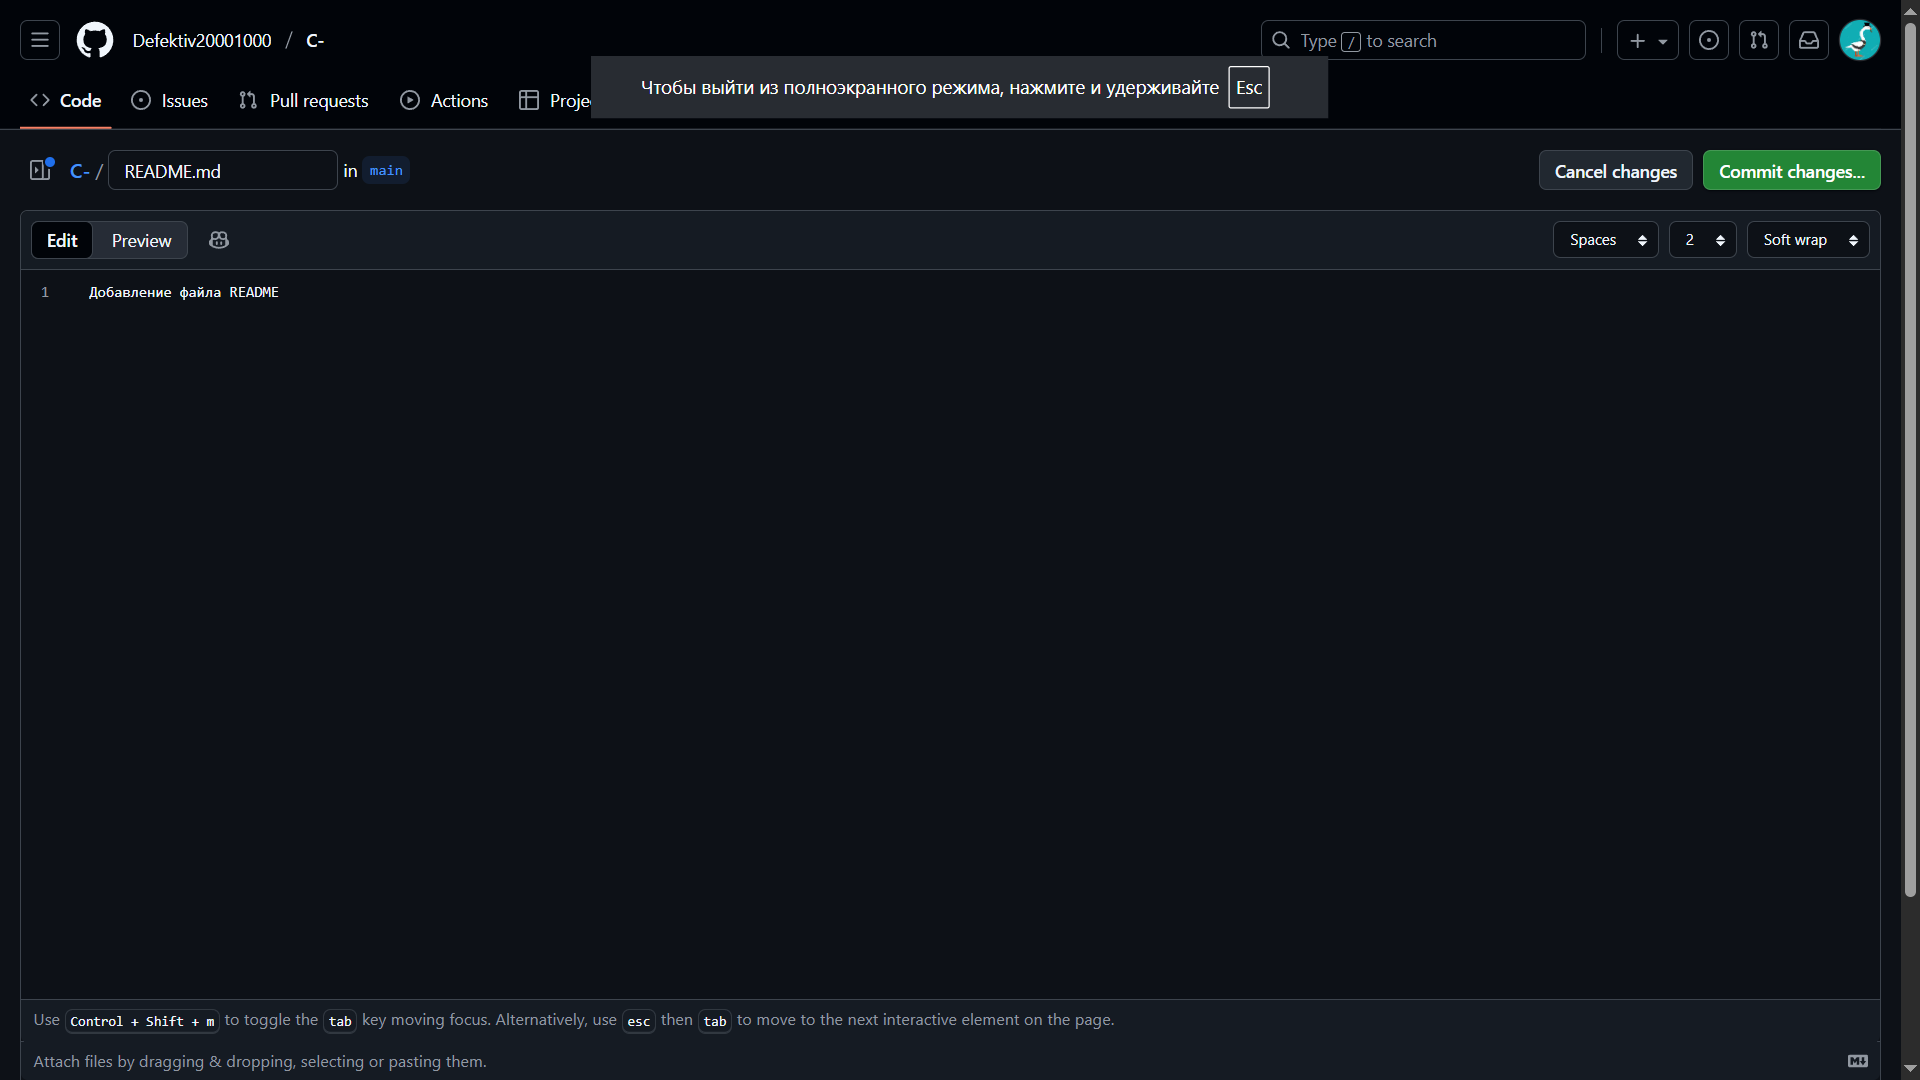 Defektiv20001000 / C-
Type / to search
Чтобы выйти из полноэкранного режима, нажмите и удерживайте Esc
Code Issues Pull requests Actions
C- / README.md in main
Cancel changes Commit changes...
Edit Preview
Spaces 2 Soft wrap
1 Добавление файла README
Use Control + Shift + m to toggle the tab key moving focus. Alternatively, use esc then tab to move to the next interactive element on the page.
Attach files by dragging & dropping, selecting or pasting them.